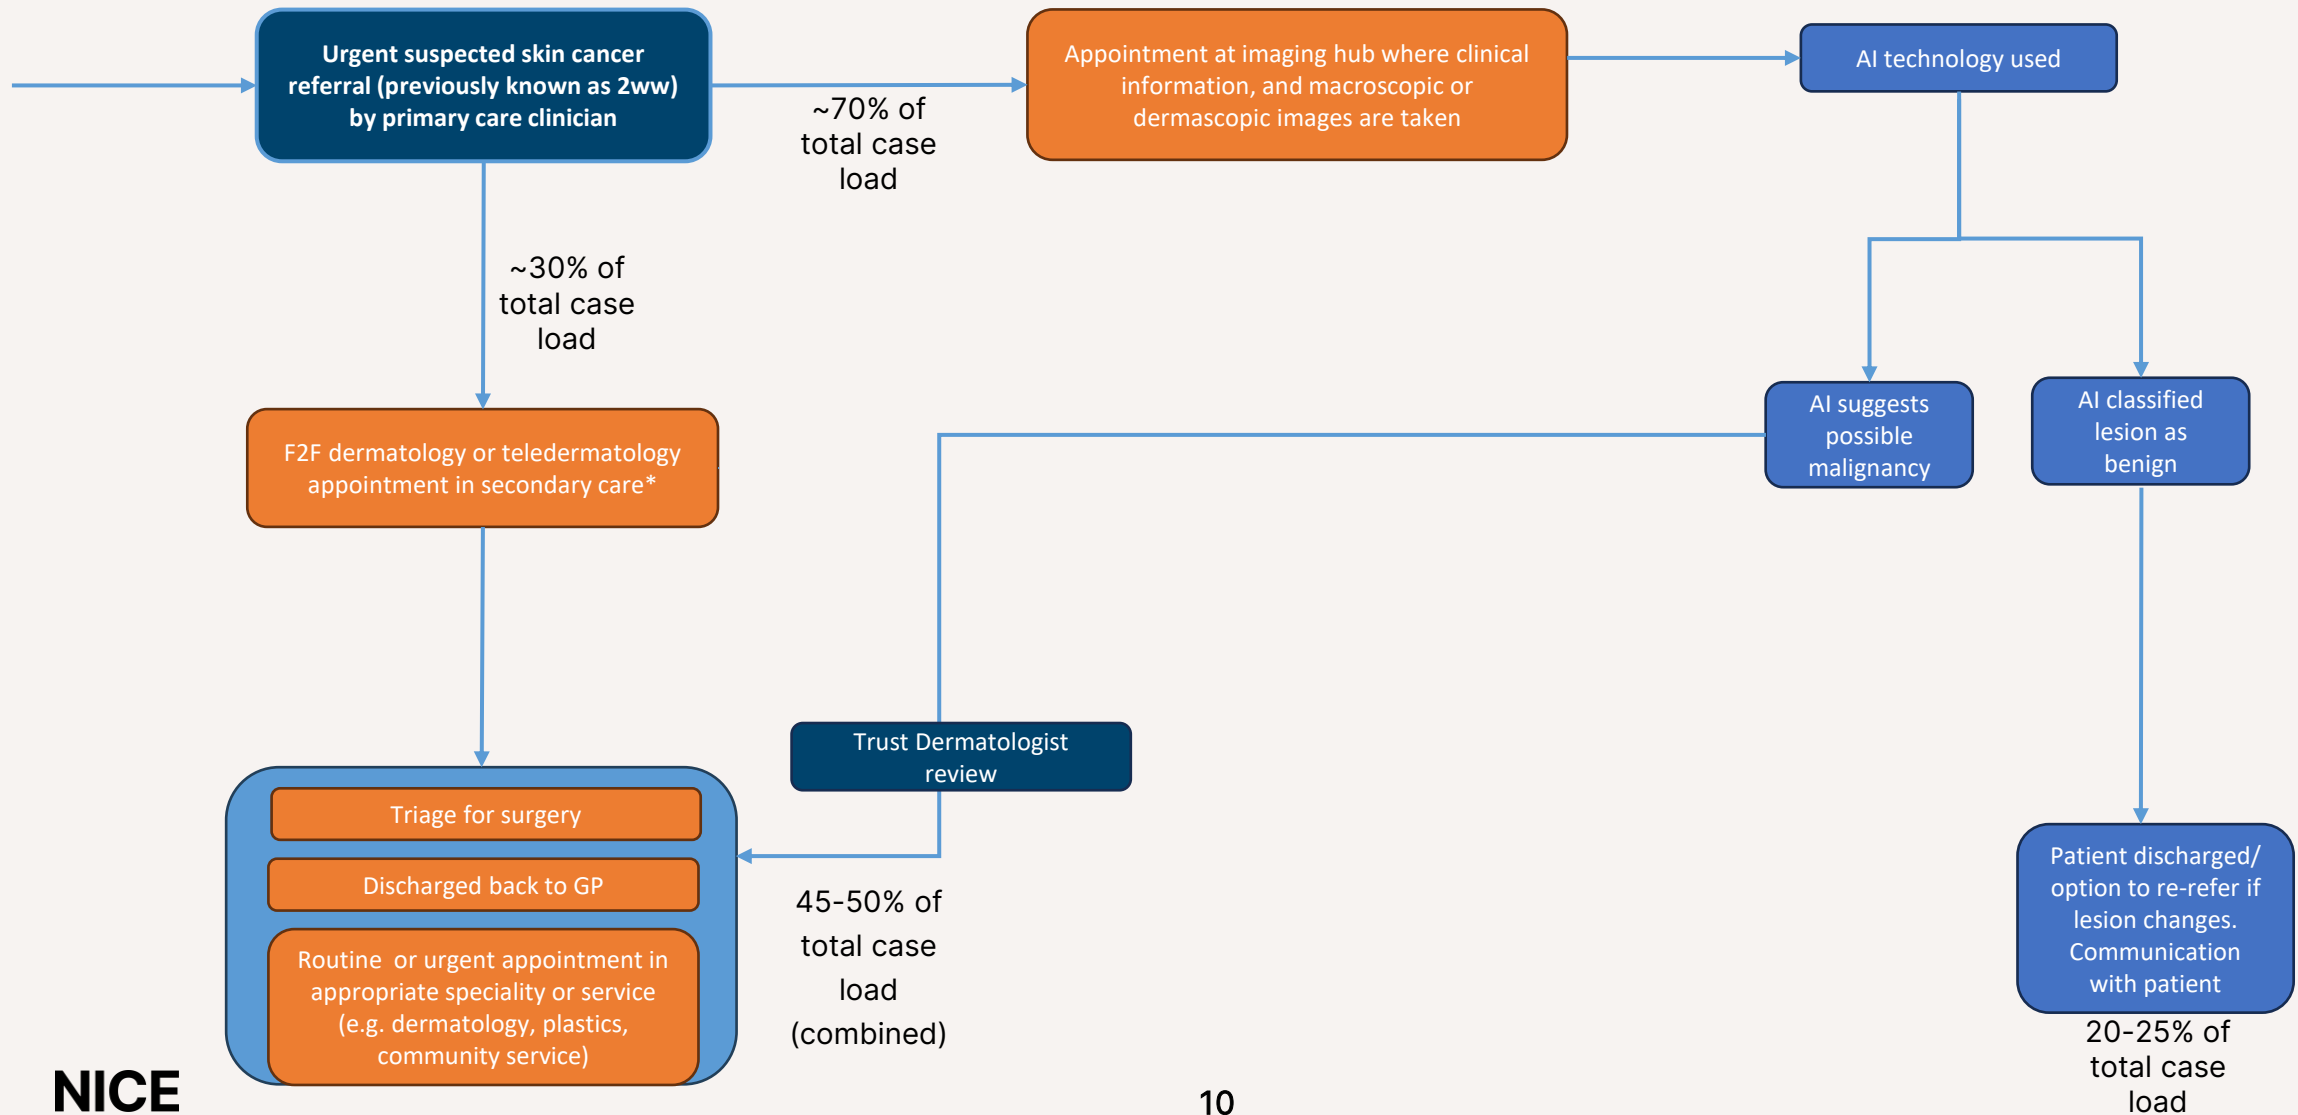 Urgent suspected skin cancer
referral (previously known as 2ww)
by primary care clinician
~70% of
total case
load
Appointment at imaging hub where clinical
information, and macroscopic or
dermascopic images are taken
AI technology used
~30% of
total case
load
F2F dermatology or teledermatology
appointment in secondary care*
AI suggests
possible
malignancy
AI classified
lesion as
benign
Trust Dermatologist
review
Triage for surgery
Discharged back to GP
Routine or urgent appointment in
appropriate speciality or service
(e.g. dermatology, plastics,
community service)
45-50% of
total case
load
(combined)
Patient discharged/
option to re-refer if
lesion changes.
Communication
with patient
20-25% of
total case
load
NICE
10